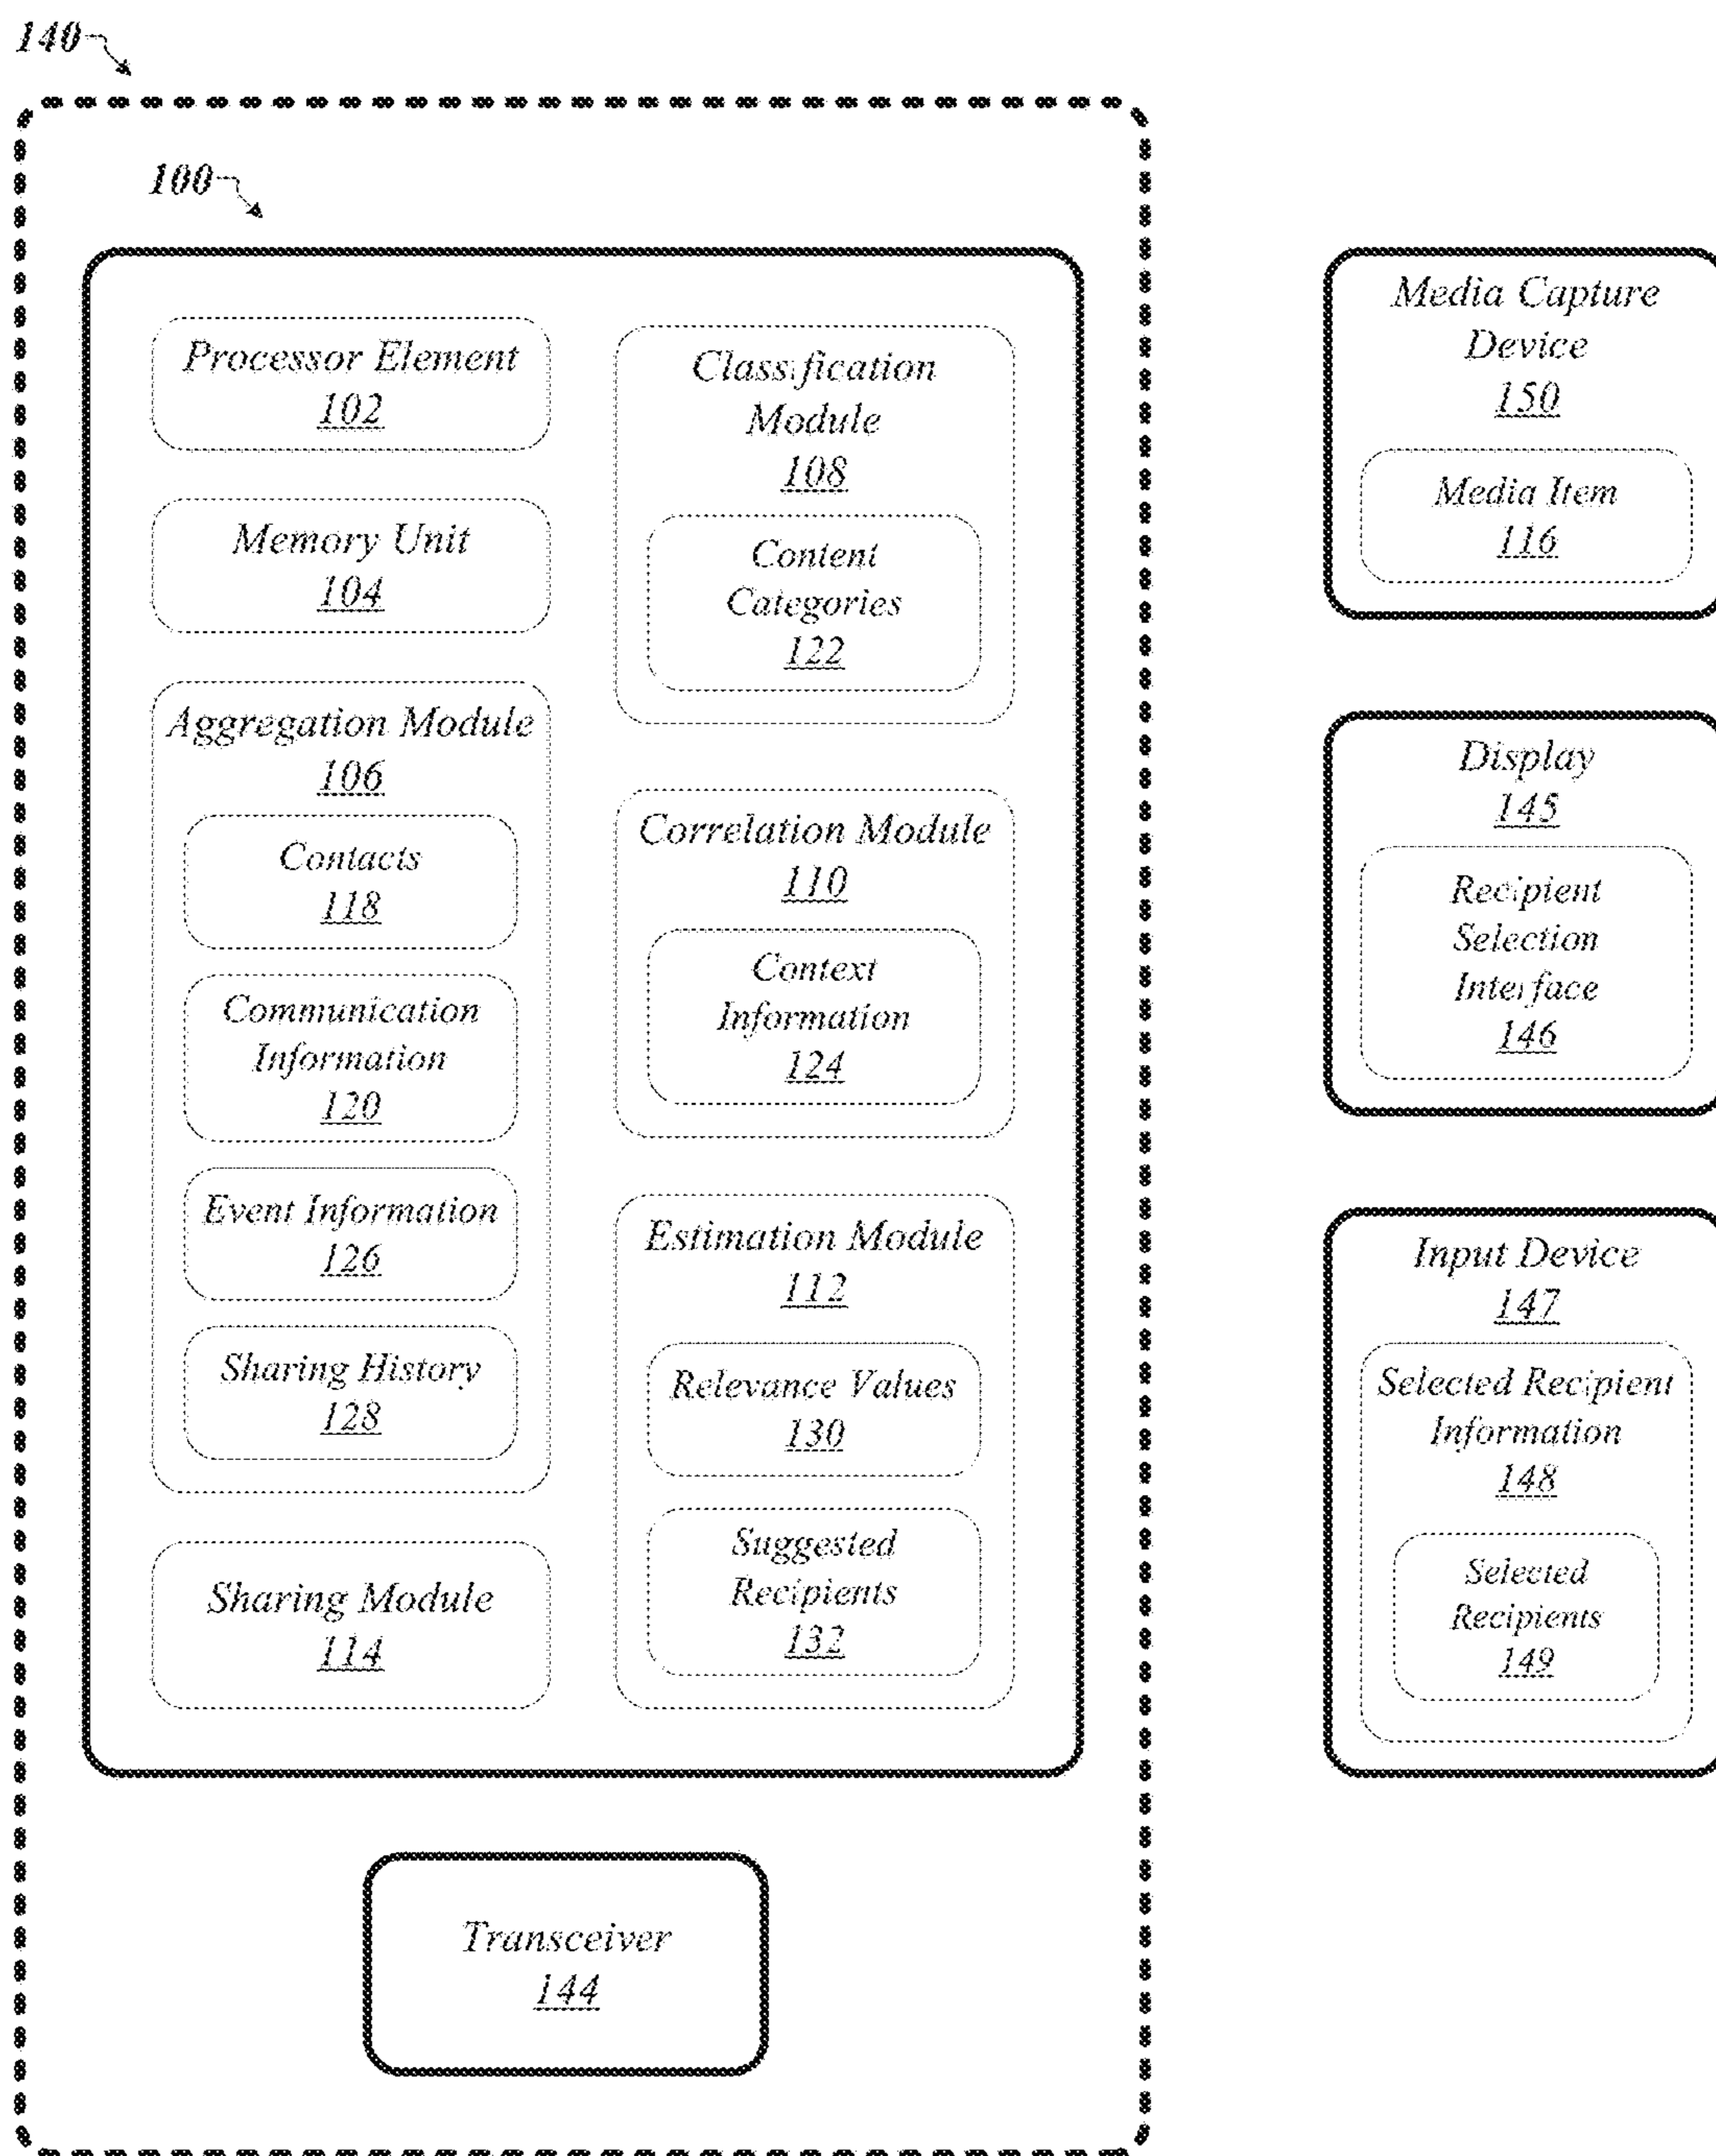 140
100
Processor Element
102
Memory Unit
104
Aggregation Module
106
Contacts
118
Communication
Information
120
Event Information
126
Sharing History
128
Sharing Module
114
Classification
Module
108
Content
Categories
122
Correlation Module
110
Context
Information
124
Estimation Module
112
Relevance Values
130
Suggested
Recipients
132
Transceiver
144
Media Capture
Device
150
Media Item
116
Display
145
Recipient
Selection
Interface
146
Input Device
147
Selected Recipient
Information
148
Selected
Recipients
149